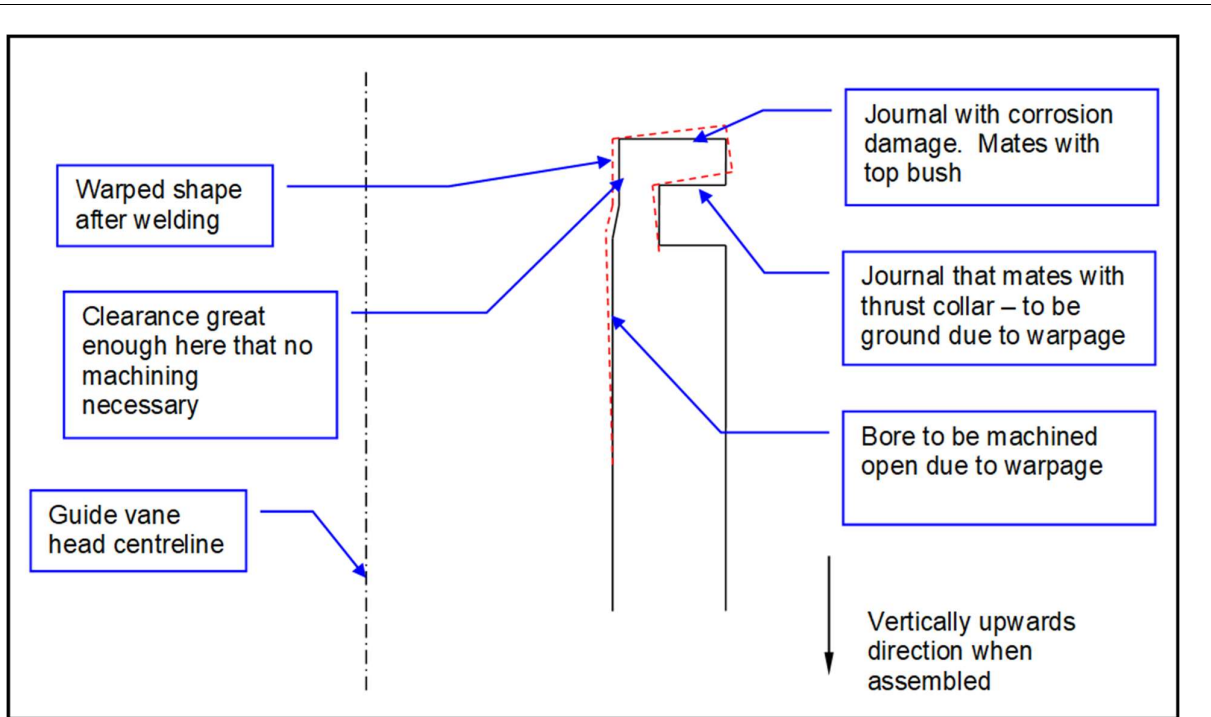 Warped shape
after welding
Clearance great
enough here that no
machining
necessary
Guide vane
head centreline
Journal with corrosion
damage.  Mates with
top bush
Journal that mates with
thrust collar – to be
ground due to warpage
Bore to be machined
open due to warpage
Vertically upwards
direction when
assembled